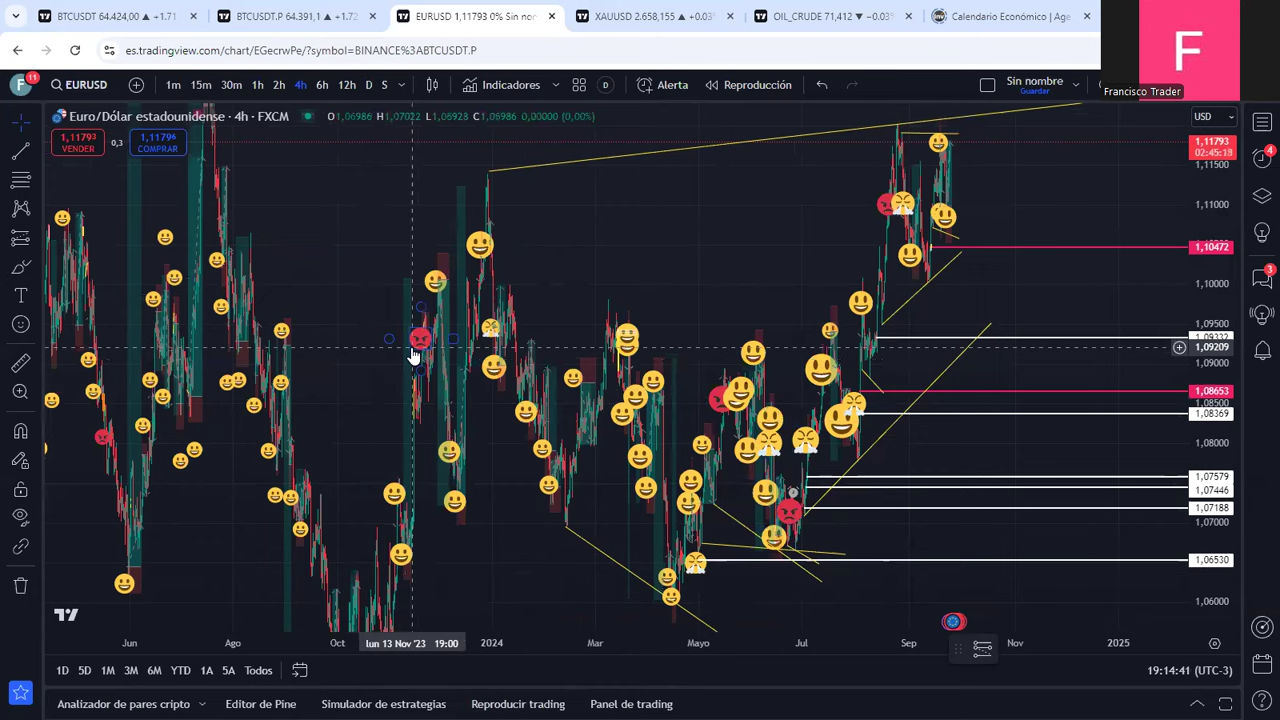 BTCUSDT 64.424,00 ▲ +1.71
BTCUSDT.P 64.391,1 ▲ +1.72
EURUSD 1,11793 0% Sin no
XAUUSD 2.658,155 ▲ +0.03
OIL_CRUDE 71,412 ▼ −0.03
Calendario Económico | Age
es.tradingview.com/chart/EGecrwPe/?symbol=BINANCE%3ABTCUSDT.P
F
Francisco Trader
F 11 EURUSD 1m 15m 30m 1h 2h 4h 6h 12h D S Indicadores D Alerta Reproducción Sin nombre
Guardar
Euro/Dólar estadounidense · 4h · FXCM O1,06986 H1,07022 L1,06928 C1,06986 0,00000 (0,00%) USD
1,11793 VENDER 0,3 1,11796 COMPRAR
1,11793
02:45:18
1,11500
1,11000
1,10472
1,10000
1,09500
1,09209
1,09000
1,08653
1,08500
1,08369
1,08000
1,07579
1,07446
1,07188
1,07000
1,06530
1,06000
4
3
Jun Ago Oct lun 13 Nov '23 19:00 2024 Mar Mayo Jul Sep Nov 2025
1D 5D 1M 3M 6M YTD 1A 5A Todos 19:14:41 (UTC-3)
Analizador de pares cripto Editor de Pine Simulador de estrategias Reproducir trading Panel de trading